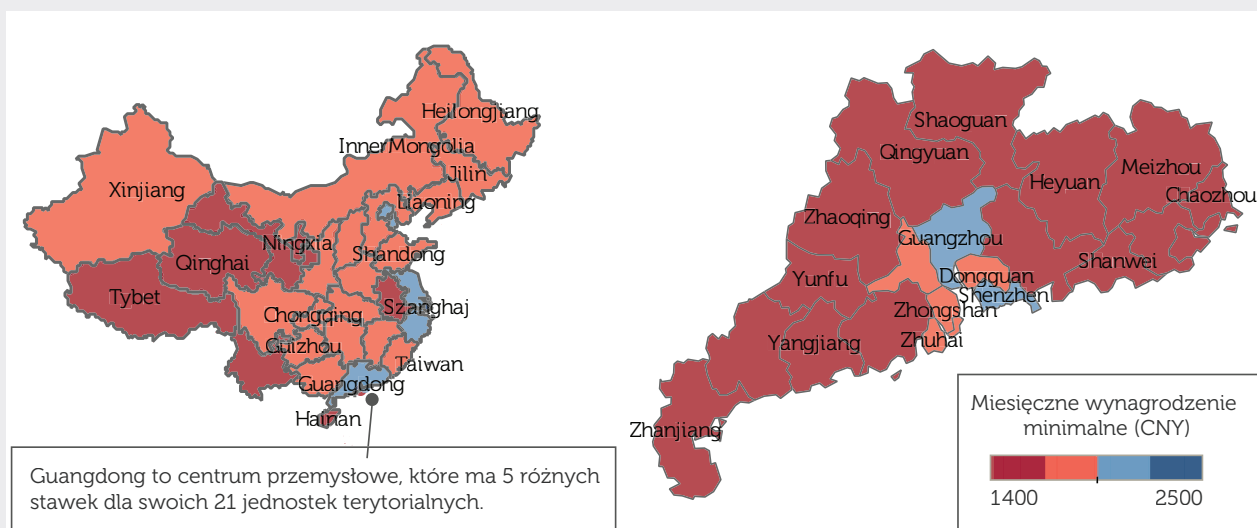 Heilongjiang
InnerMongolia
Jilin
Xinjiang
Liaoning
Ningxia
Shandong
Qinghai
Tybet
Szanghaj
Chongqing
Guizhou
Taiwan
Guangdong
Hainan
Guangdong to centrum przemysłowe, które ma 5 różnych
stawek dla swoich 21 jednostek terytorialnych.
Shaoguan
Qingyuan
Meizhou
Heyuan
Chaozhou
Zhaoqing
Guangzhou
Shanwei
Yunfu
Dongguan
Shenzhen
Zhongshan
Yangjiang
Zhuhai
Zhanjiang
Miesięczne wynagrodzenie
minimalne (CNY)
1400 2500